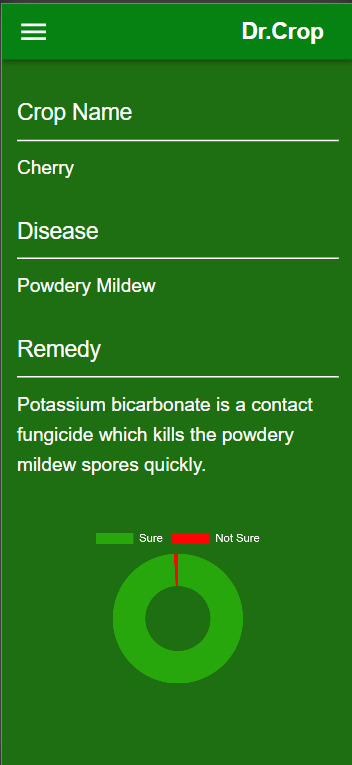 Dr.Crop
Crop Name
Cherry
Disease
Powdery Mildew
Remedy
Potassium bicarbonate is a contact
fungicide which kills the powdery
mildew spores quickly.
Sure Not Sure